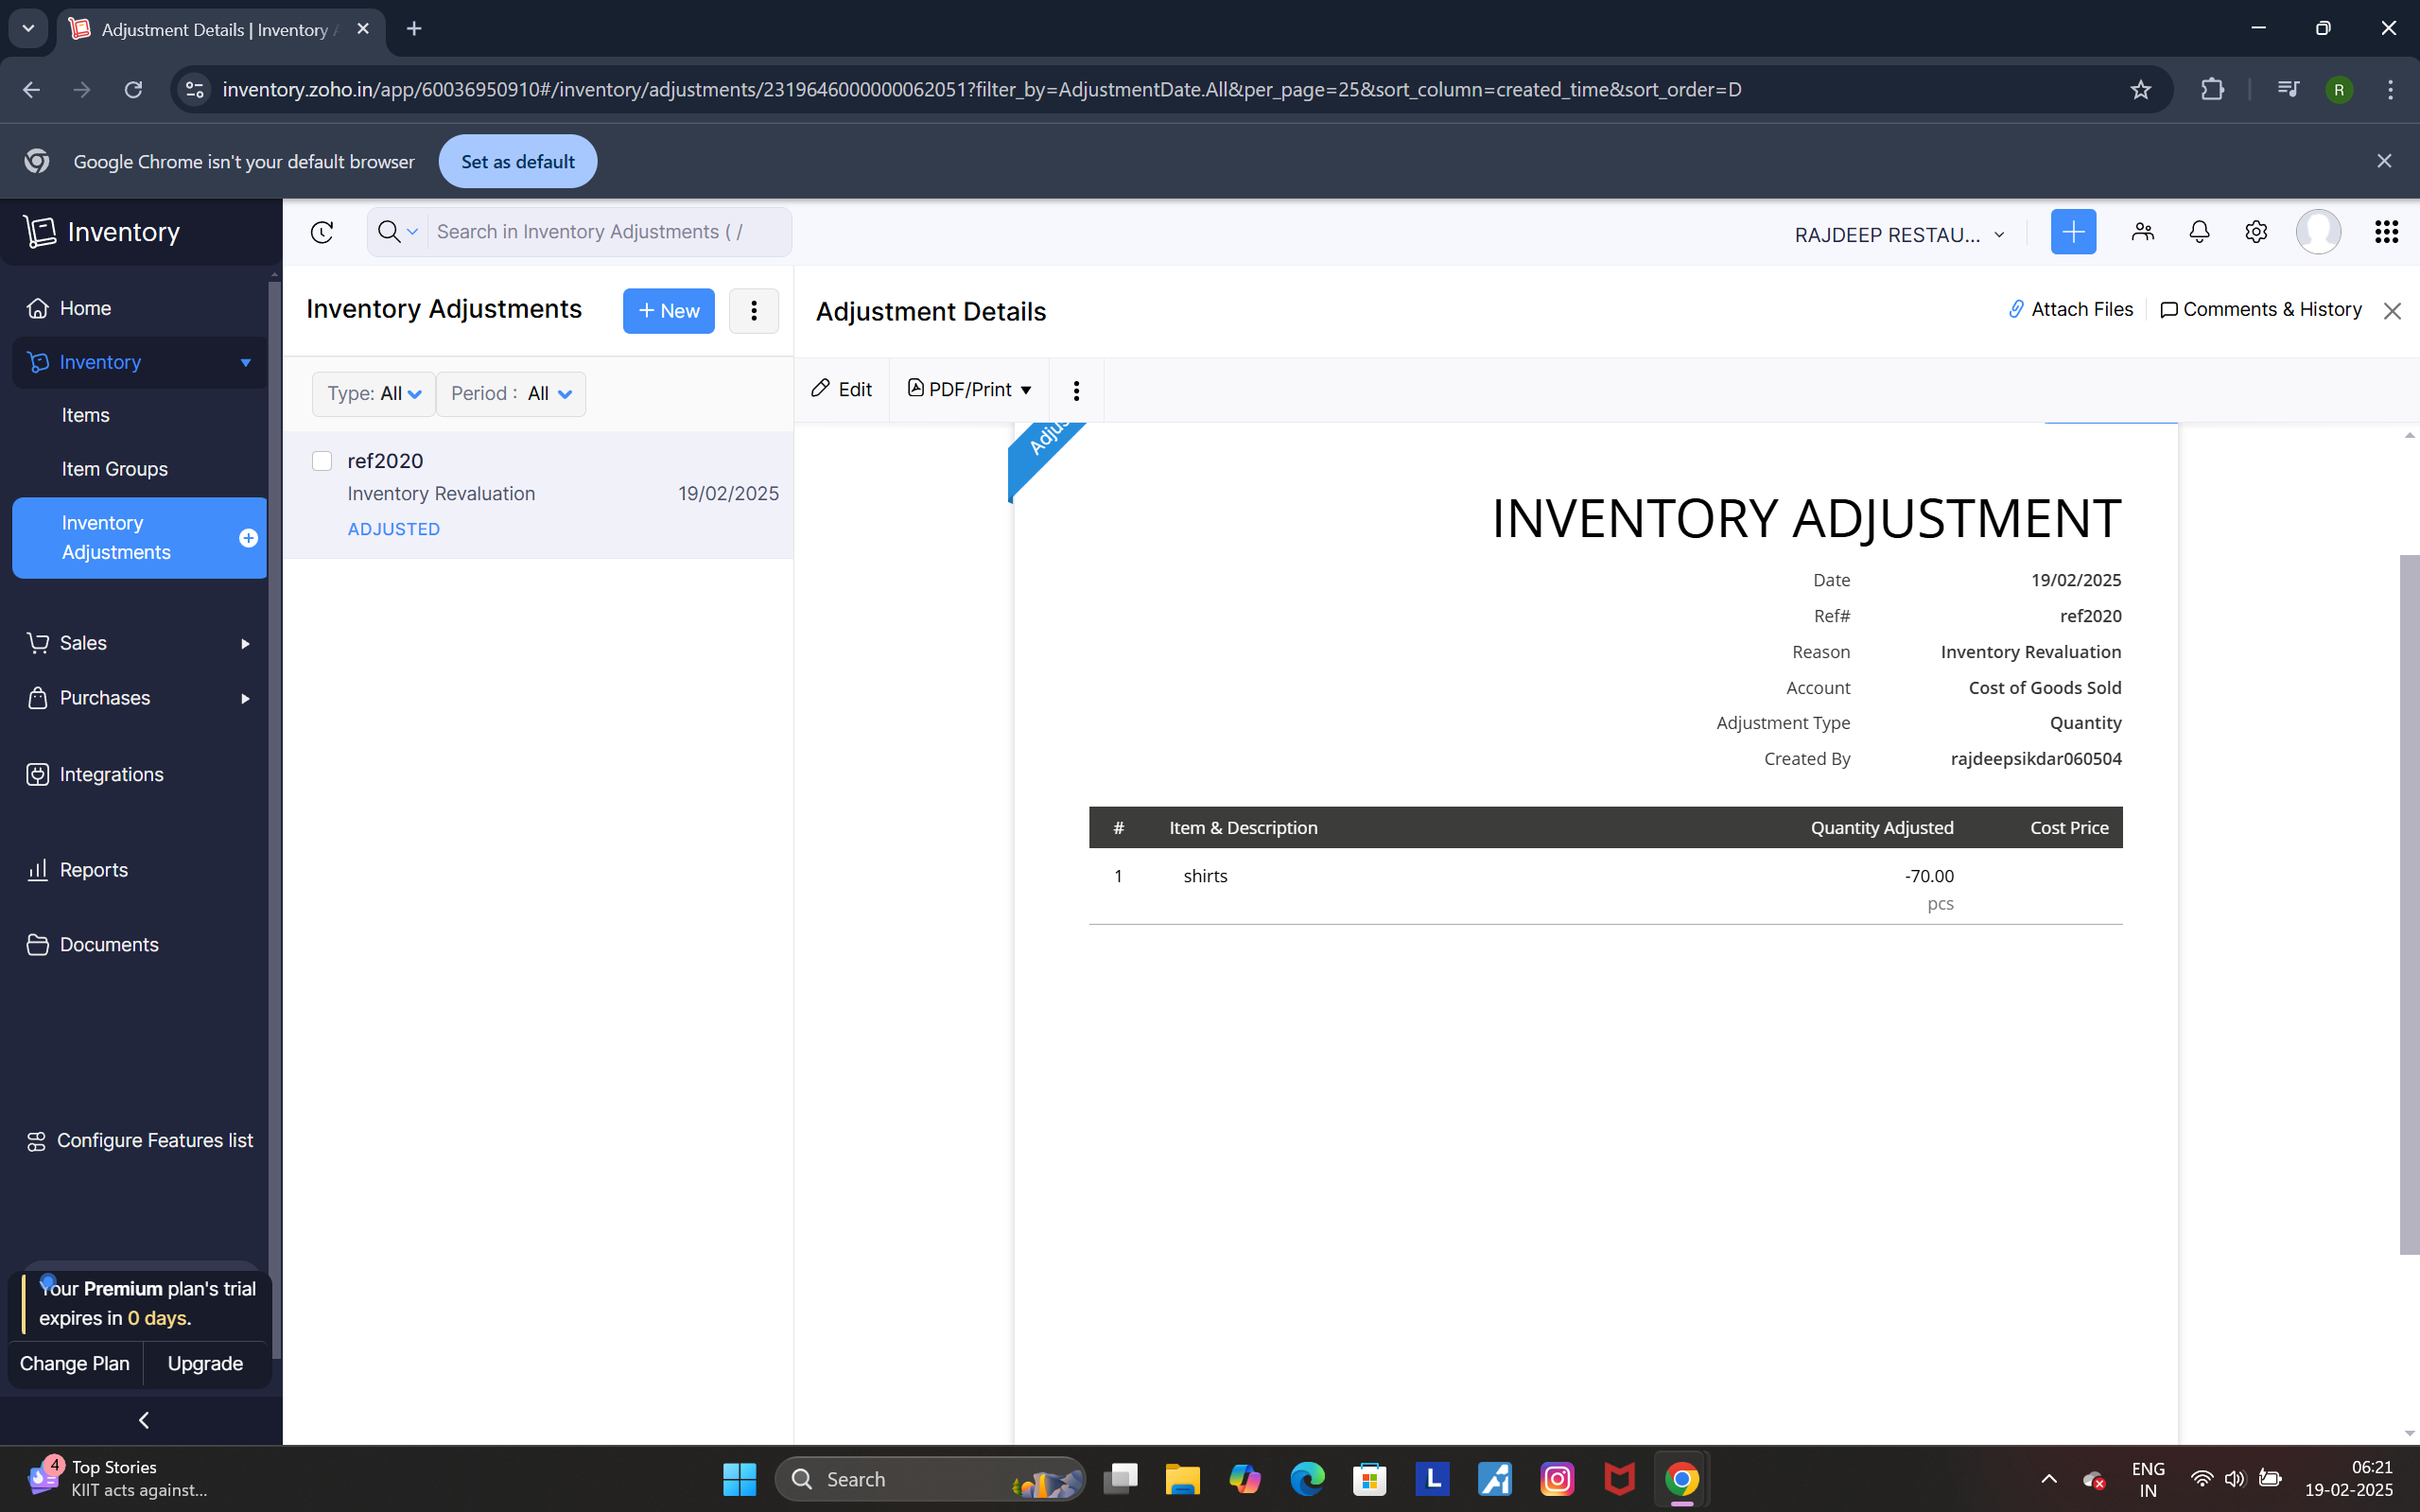 Adjustment Details | Inventory A
inventory.zoho.in/app/60036950910#/inventory/adjustments/2319646000000062051?filter_by=AdjustmentDate.All&per_page=25&sort_column=created_time&sort_order=D
R
Google Chrome isn't your default browser
Set as default
Inventory
Search in Inventory Adjustments ( /
RAJDEEP RESTAU...
Home
Inventory
Items
Item Groups
Inventory
Adjustments
Sales
Purchases
Integrations
Reports
Documents
Configure Features list
Your Premium plan's trial
expires in 0 days.
Change Plan
Upgrade
Inventory Adjustments
+ New
Type: All
Period : All
ref2020
Inventory Revaluation 19/02/2025
ADJUSTED
Adjustment Details
Attach Files
Comments & History
Edit
PDF/Print
INVENTORY ADJUSTMENT
Date 19/02/2025
Ref# ref2020
Reason Inventory Revaluation
Account Cost of Goods Sold
Adjustment Type Quantity
Created By rajdeepsikdar060504
# Item & Description Quantity Adjusted Cost Price
1 shirts -70.00
pcs
4
Top Stories
KIIT acts against...
Search
L
ENG
IN
06:21
19-02-2025